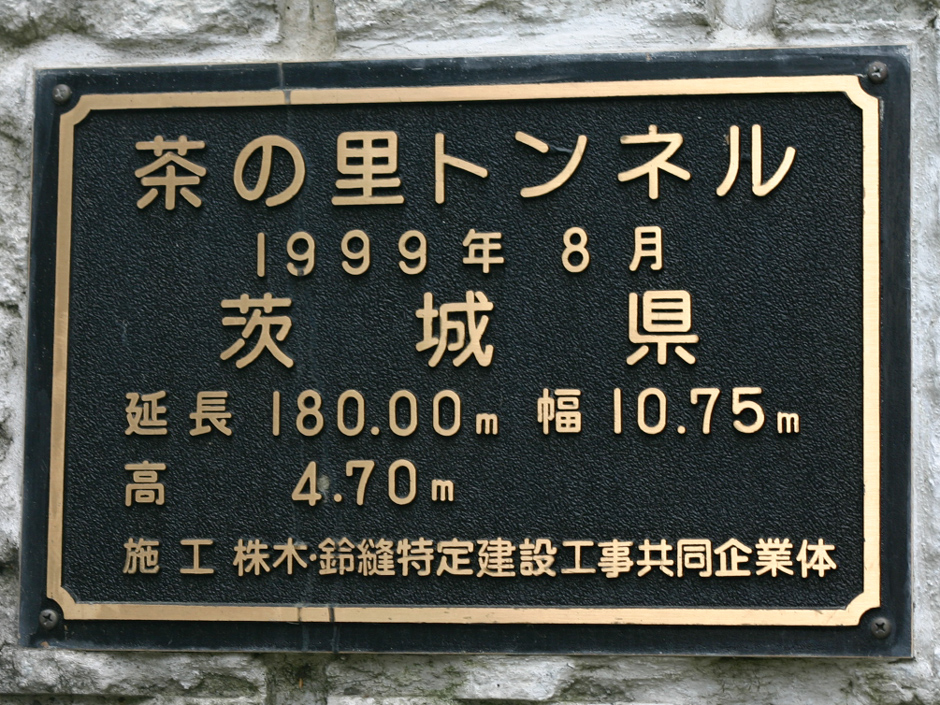 茶の里トンネル
1999年 8月
茨城県
延長 180.00m 幅 10.75m
高 4.70m
施工 株木・鈴縫特定建設工事共同企業体